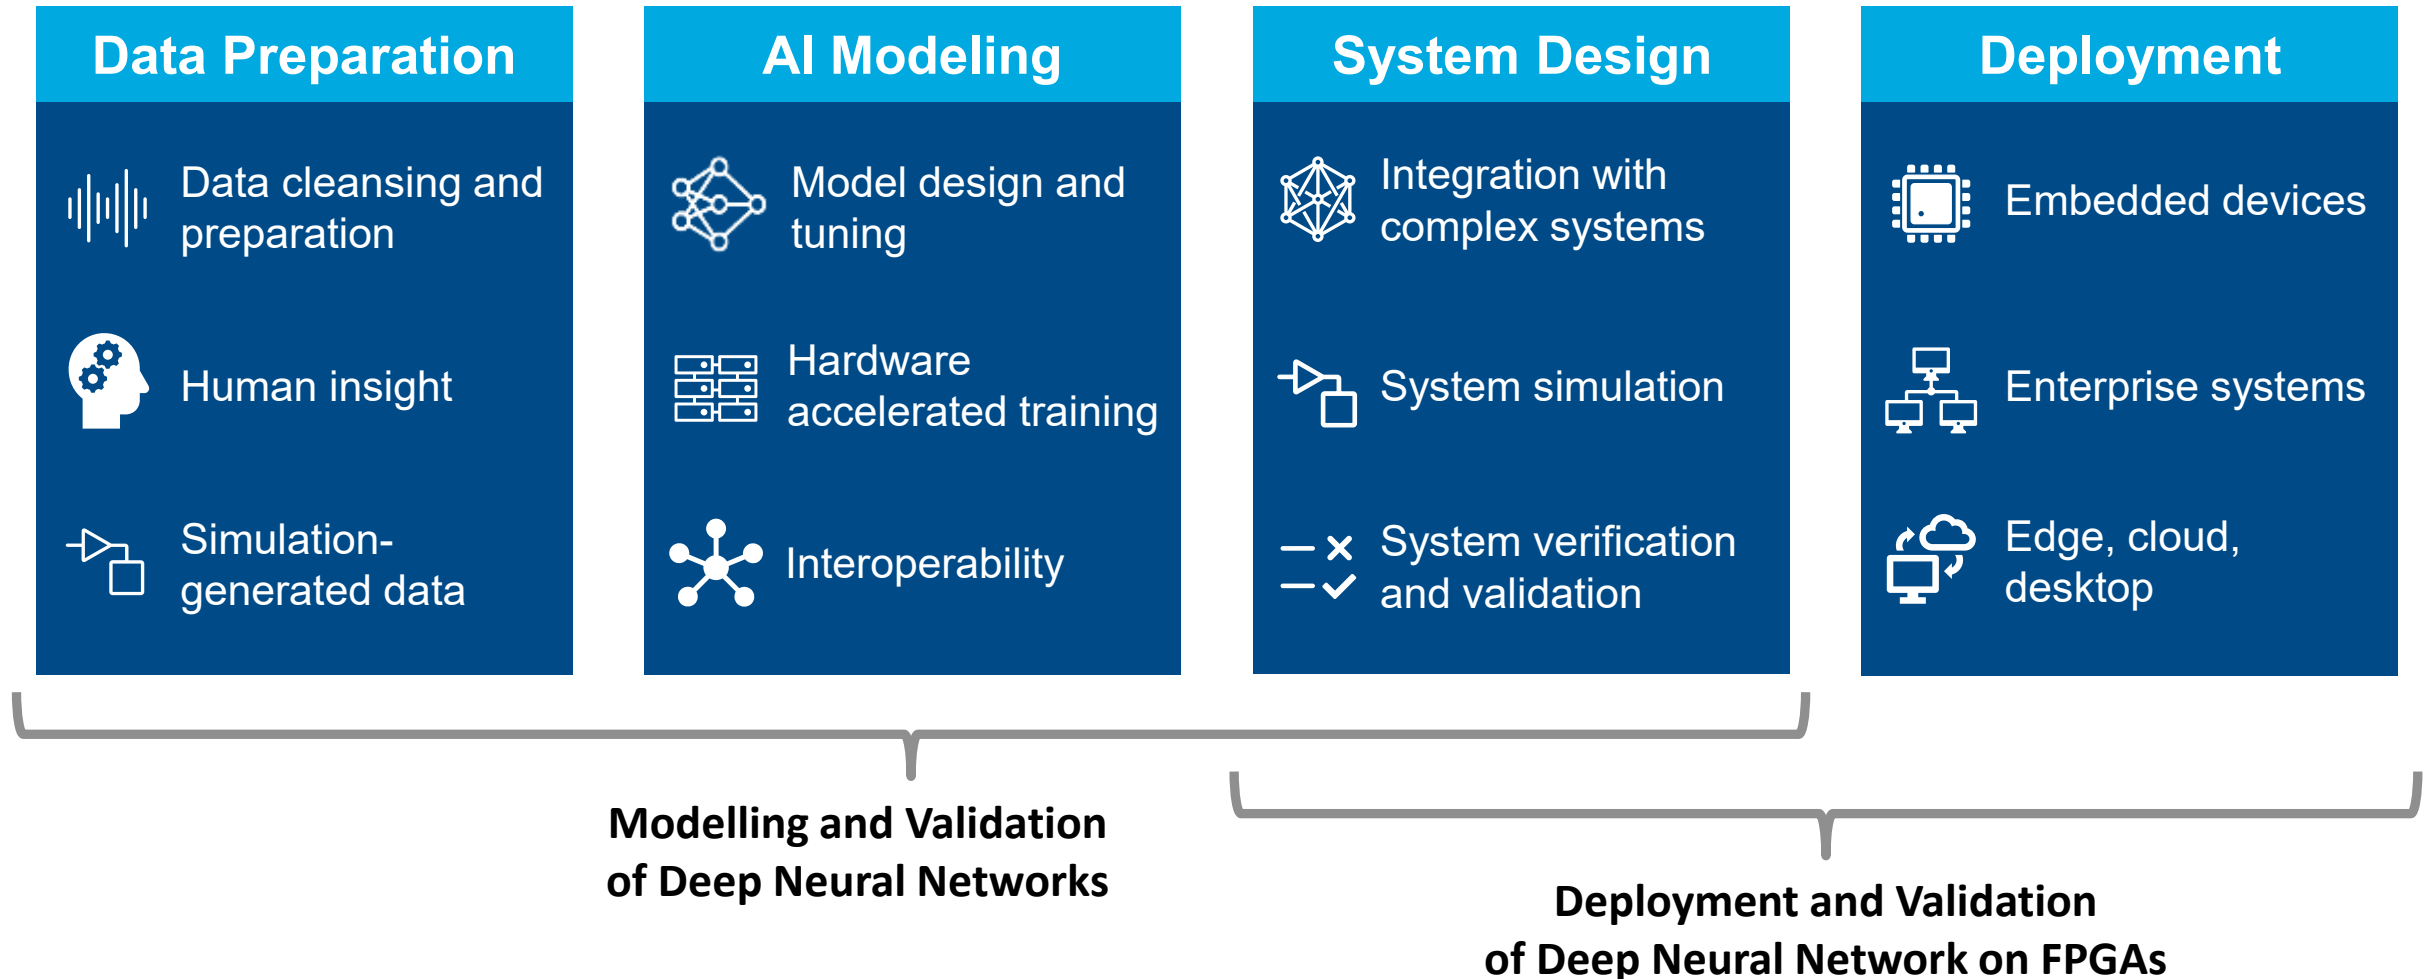 Data Preparation
Data cleansing and
preparation
Human insight
Simulation-
generated data
AI Modeling
Model design and
tuning
Hardware
accelerated training
Interoperability
System Design
Integration with
complex systems
System simulation
System verification
and validation
Deployment
Embedded devices
Enterprise systems
Edge, cloud,
desktop
Modelling and Validation
of Deep Neural Networks
Deployment and Validation
of Deep Neural Network on FPGAs